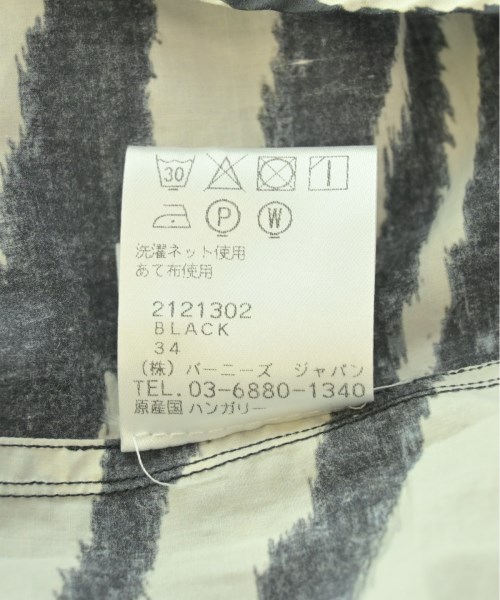 30
P W
洗濯ネット使用
あて布使用
2121302
BLACK
34
(株) バーニーズ ジャパン
TEL. 03-6880-1340
原産国 ハンガリー